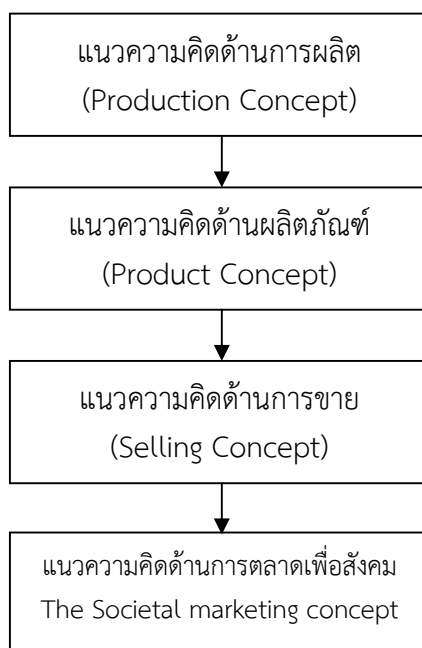 แนวความคิดด้านการผลิต
(Production Concept)
แนวความคิดด้านผลิตภัณฑ์
(Product Concept)
แนวความคิดด้านการขาย
(Selling Concept)
แนวความคิดด้านการตลาดเพื่อสังคม
The Societal marketing concept